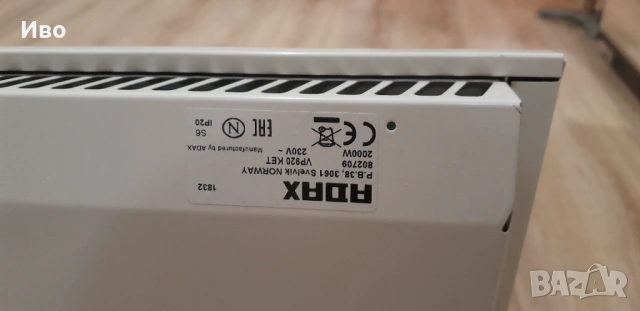 Иво
ADAX
1832
P.B.38, 3061 Svelvik NORWAY
VP920 KET
802709
230V ~
2000W
CE
EAC
N
Manufactured by ADAX
S6
IP20
BAZAR